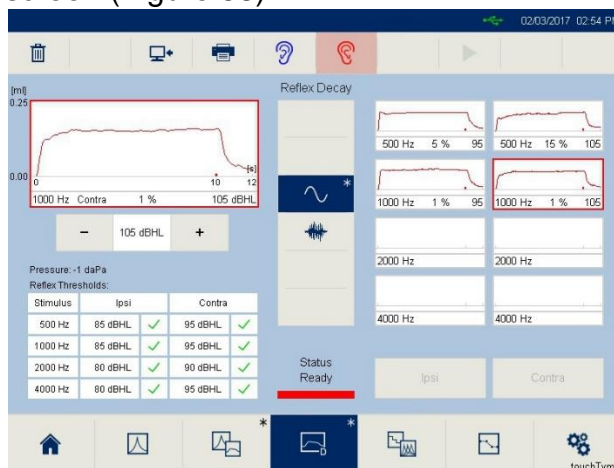 02/03/2017 02:54 PM
Reflex Decay
[ml]
0.25
0.00
0 10 12
[s]
1000 Hz Contra 1 % 105 dBHL
- 105 dBHL +
Pressure: -1 daPa
Reflex Thresholds:
Stimulus Ipsi Contra
500 Hz 85 dBHL 95 dBHL
1000 Hz 85 dBHL 95 dBHL
2000 Hz 80 dBHL 90 dBHL
4000 Hz 80 dBHL 95 dBHL
*
Status
Ready
500 Hz 5 % 95
500 Hz 15 % 105
1000 Hz 1 % 95
1000 Hz 1 % 105
2000 Hz
2000 Hz
4000 Hz
4000 Hz
Ipsi
Contra
* *
D